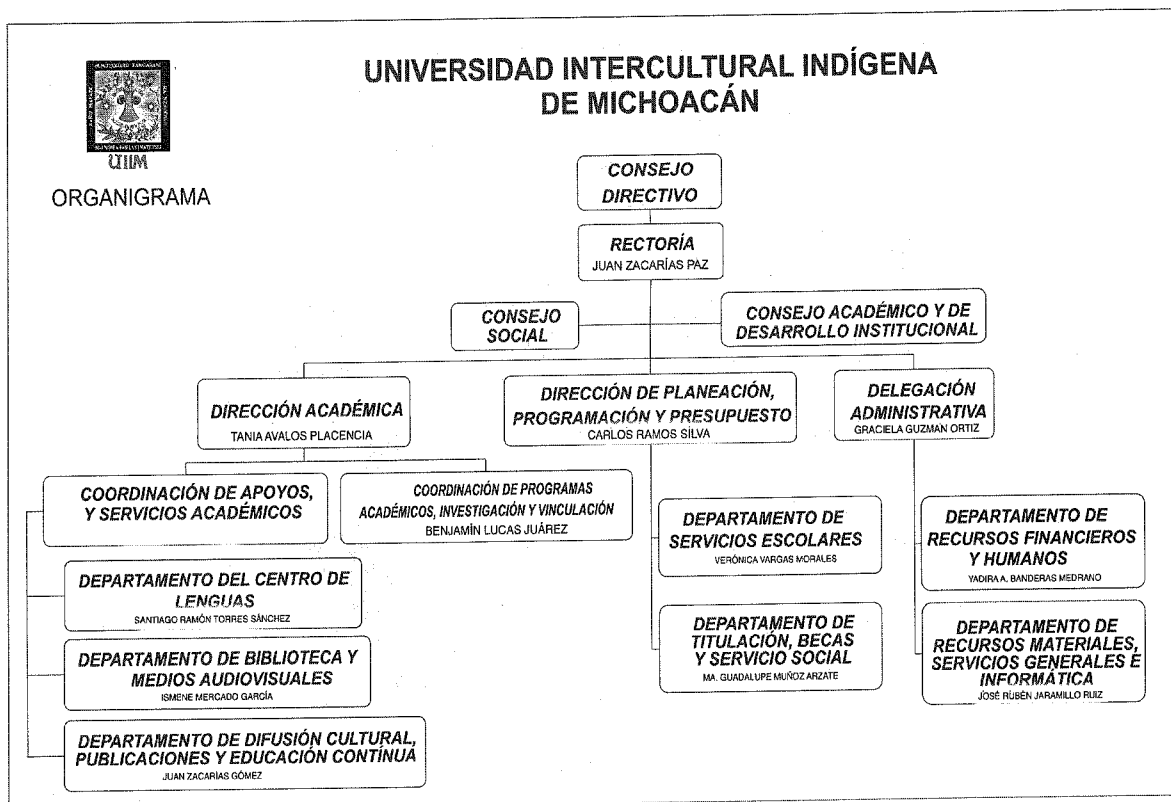 UNIVERSIDAD INTERCULTURAL INDÍGENA
DE MICHOACÁN
UIIM
ORGANIGRAMA
CONSEJO
DIRECTIVO
RECTORÍA
JUAN ZACARÍAS PAZ
CONSEJO
SOCIAL
CONSEJO ACADÉMICO Y DE
DESARROLLO INSTITUCIONAL
DIRECCIÓN ACADÉMICA
TANIA AVALOS PLACENCIA
DIRECCIÓN DE PLANEACIÓN,
PROGRAMACIÓN Y PRESUPUESTO
CARLOS RAMOS SILVA
DELEGACIÓN
ADMINISTRATIVA
GRACIELA GUZMAN ORTIZ
COORDINACIÓN DE APOYOS,
Y SERVICIOS ACADÉMICOS
COORDINACIÓN DE PROGRAMAS
ACADÉMICOS, INVESTIGACIÓN Y VINCULACIÓN
BENJAMÍN LUCAS JUÁREZ
DEPARTAMENTO DEL CENTRO DE
LENGUAS
SANTIAGO RAMÓN TORRES SÁNCHEZ
DEPARTAMENTO DE BIBLIOTECA Y
MEDIOS AUDIOVISUALES
ISMENE MERCADO GARCÍA
DEPARTAMENTO DE DIFUSIÓN CULTURAL,
PUBLICACIONES Y EDUCACIÓN CONTÍNUA
JUAN ZACARÍAS GÓMEZ
DEPARTAMENTO DE
SERVICIOS ESCOLARES
VERÓNICA VARGAS MORALES
DEPARTAMENTO DE
TITULACIÓN, BECAS
Y SERVICIO SOCIAL
MA. GUADALUPE MUÑOZ ARZATE
DEPARTAMENTO DE
RECURSOS FINANCIEROS
Y HUMANOS
YADIRA A. BANDERAS MEDRANO
DEPARTAMENTO DE
RECURSOS MATERIALES,
SERVICIOS GENERALES E
INFORMÁTICA
JOSÉ RUBÉN JARAMILLO RUIZ